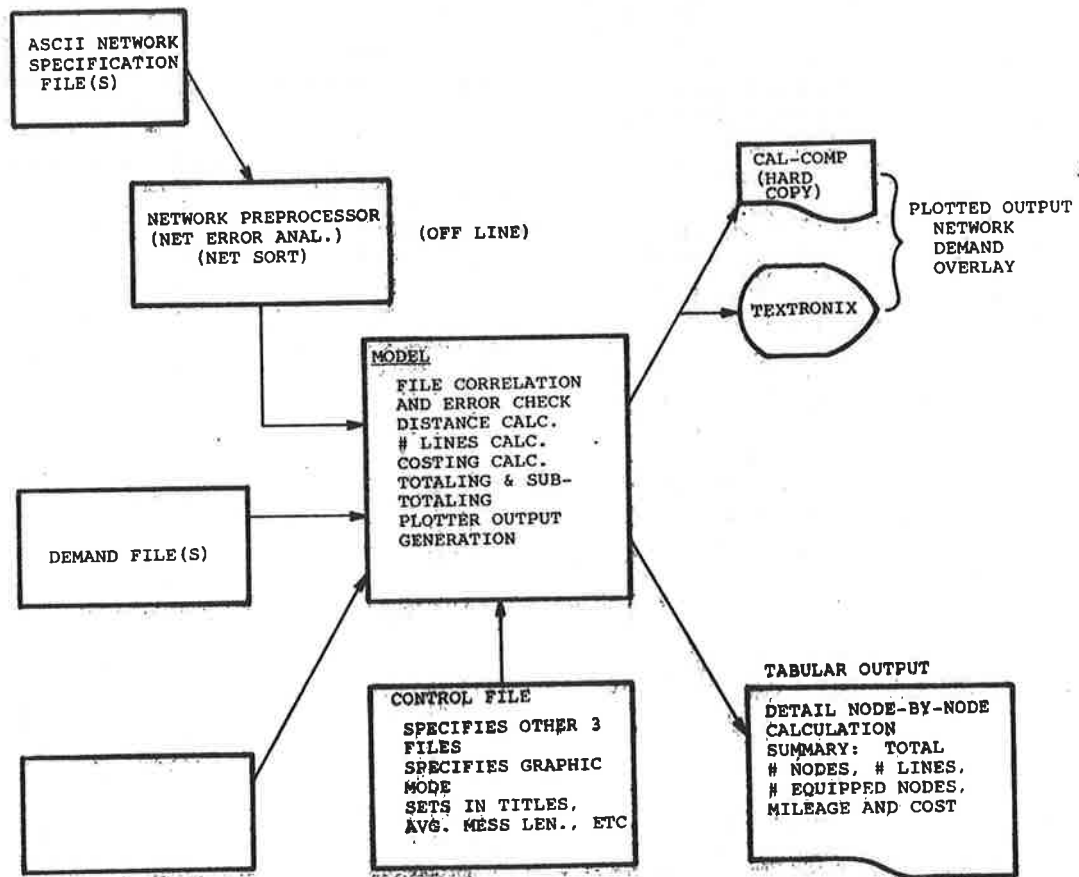 ASCII NETWORK
SPECIFICATION
FILE(S)
NETWORK PREPROCESSOR
(NET ERROR ANAL.)
(NET SORT)
(OFF LINE)
CAL-COMP
(HARD
COPY)
TEXTRONIX
PLOTTED OUTPUT
NETWORK
DEMAND
OVERLAY
MODEL
FILE CORRELATION
AND ERROR CHECK
DISTANCE CALC.
# LINES CALC.
COSTING CALC.
TOTALING & SUB-
TOTALING
PLOTTER OUTPUT
GENERATION
DEMAND FILE(S)
CONTROL FILE
SPECIFIES OTHER 3
FILES
SPECIFIES GRAPHIC
MODE
SETS IN TITLES,
AVG. MESS LEN., ETC
TABULAR OUTPUT
DETAIL NODE-BY-NODE
CALCULATION
SUMMARY: TOTAL
# NODES, # LINES,
# EQUIPPED NODES,
MILEAGE AND COST